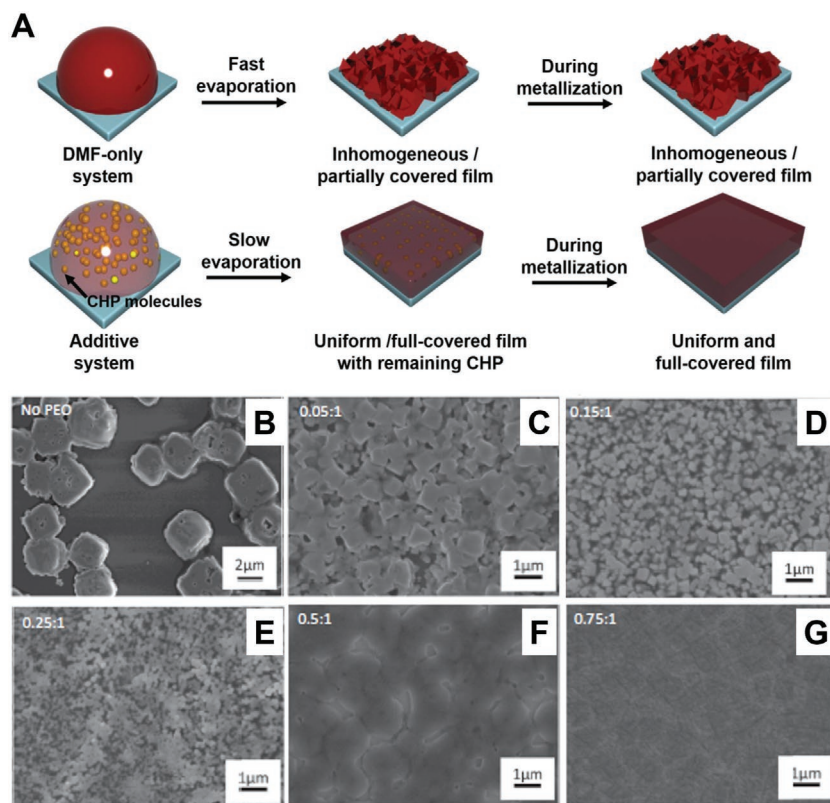 A
Fast
evaporation
During
metallization
DMF-only
system
Inhomogeneous /
partially covered film
Inhomogeneous /
partially covered film
Slow
evaporation
During
metallization
CHP molecules
Additive
system
Uniform /full-covered film
with remaining CHP
Uniform and
full-covered film
No PEO
B
2μm
0.05:1
C
1μm
0.15:1
D
1μm
0.25:1
E
1μm
0.5:1
F
1μm
0.75:1
G
1μm